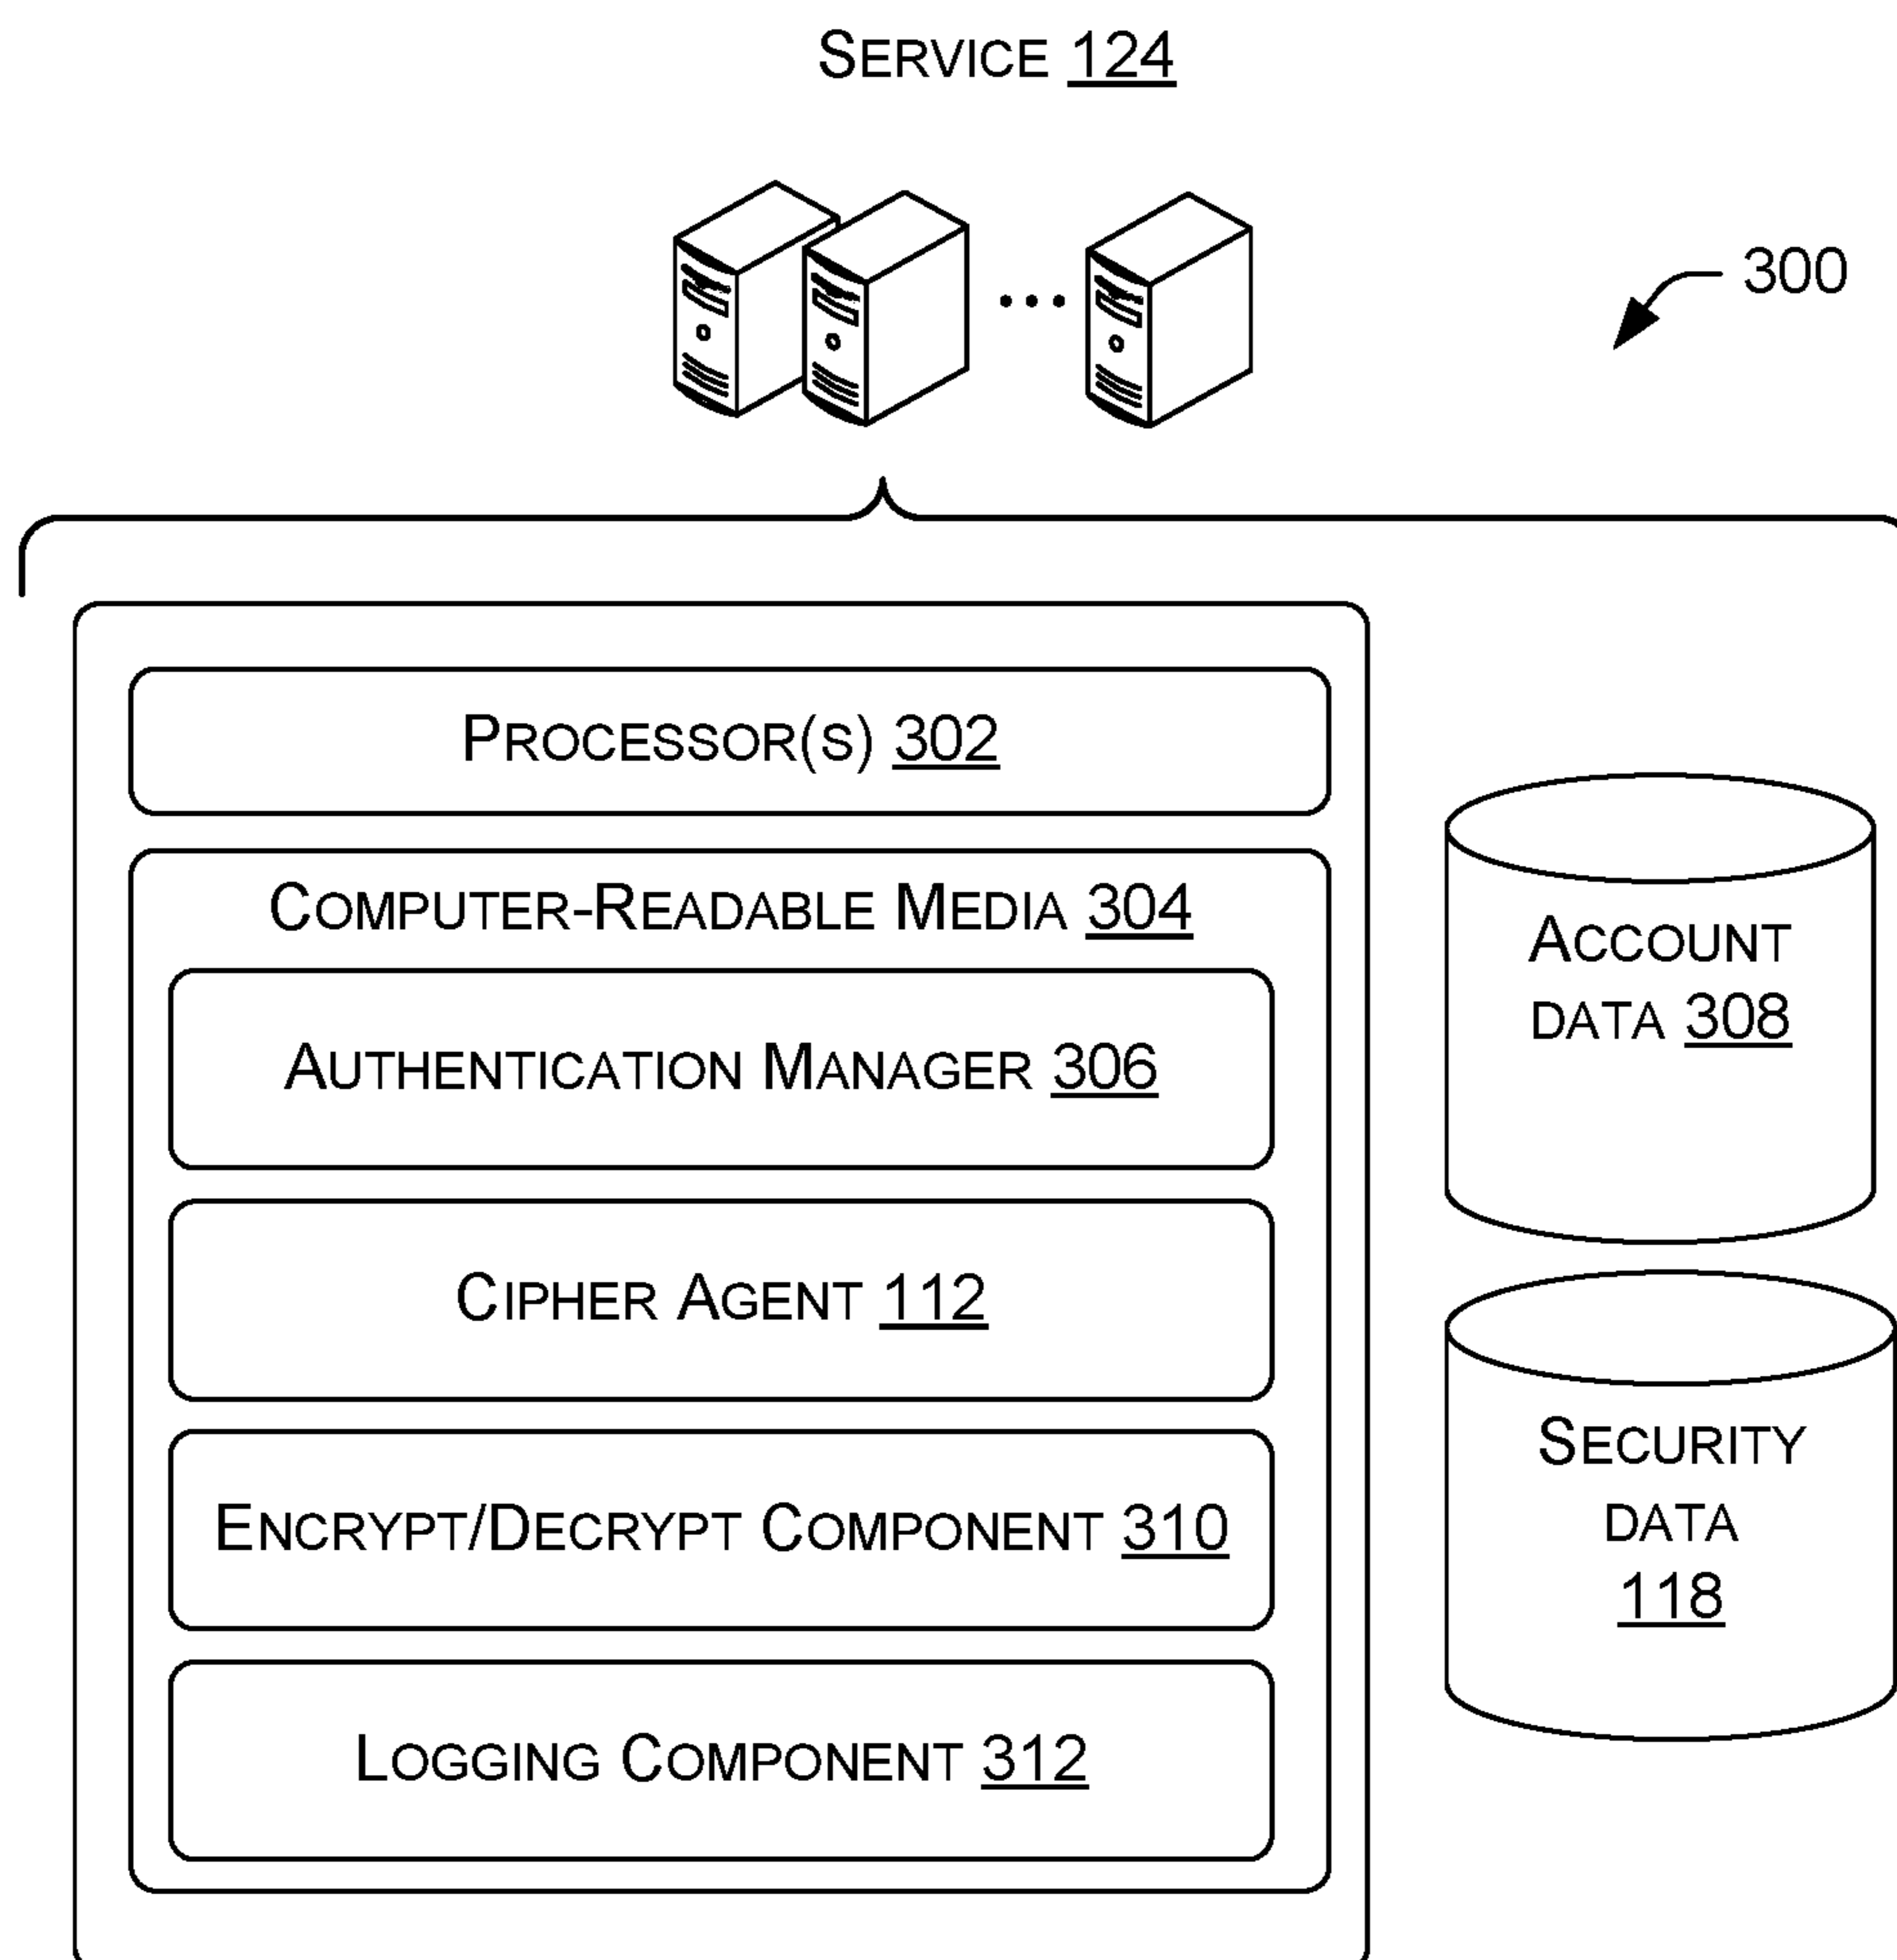 SERVICE 124
300
PROCESSOR(S) 302
COMPUTER-READABLE MEDIA 304
AUTHENTICATION MANAGER 306
CIPHER AGENT 112
ENCRYPT/DECRYPT COMPONENT 310
LOGGING COMPONENT 312
ACCOUNT
DATA 308
SECURITY
DATA
118